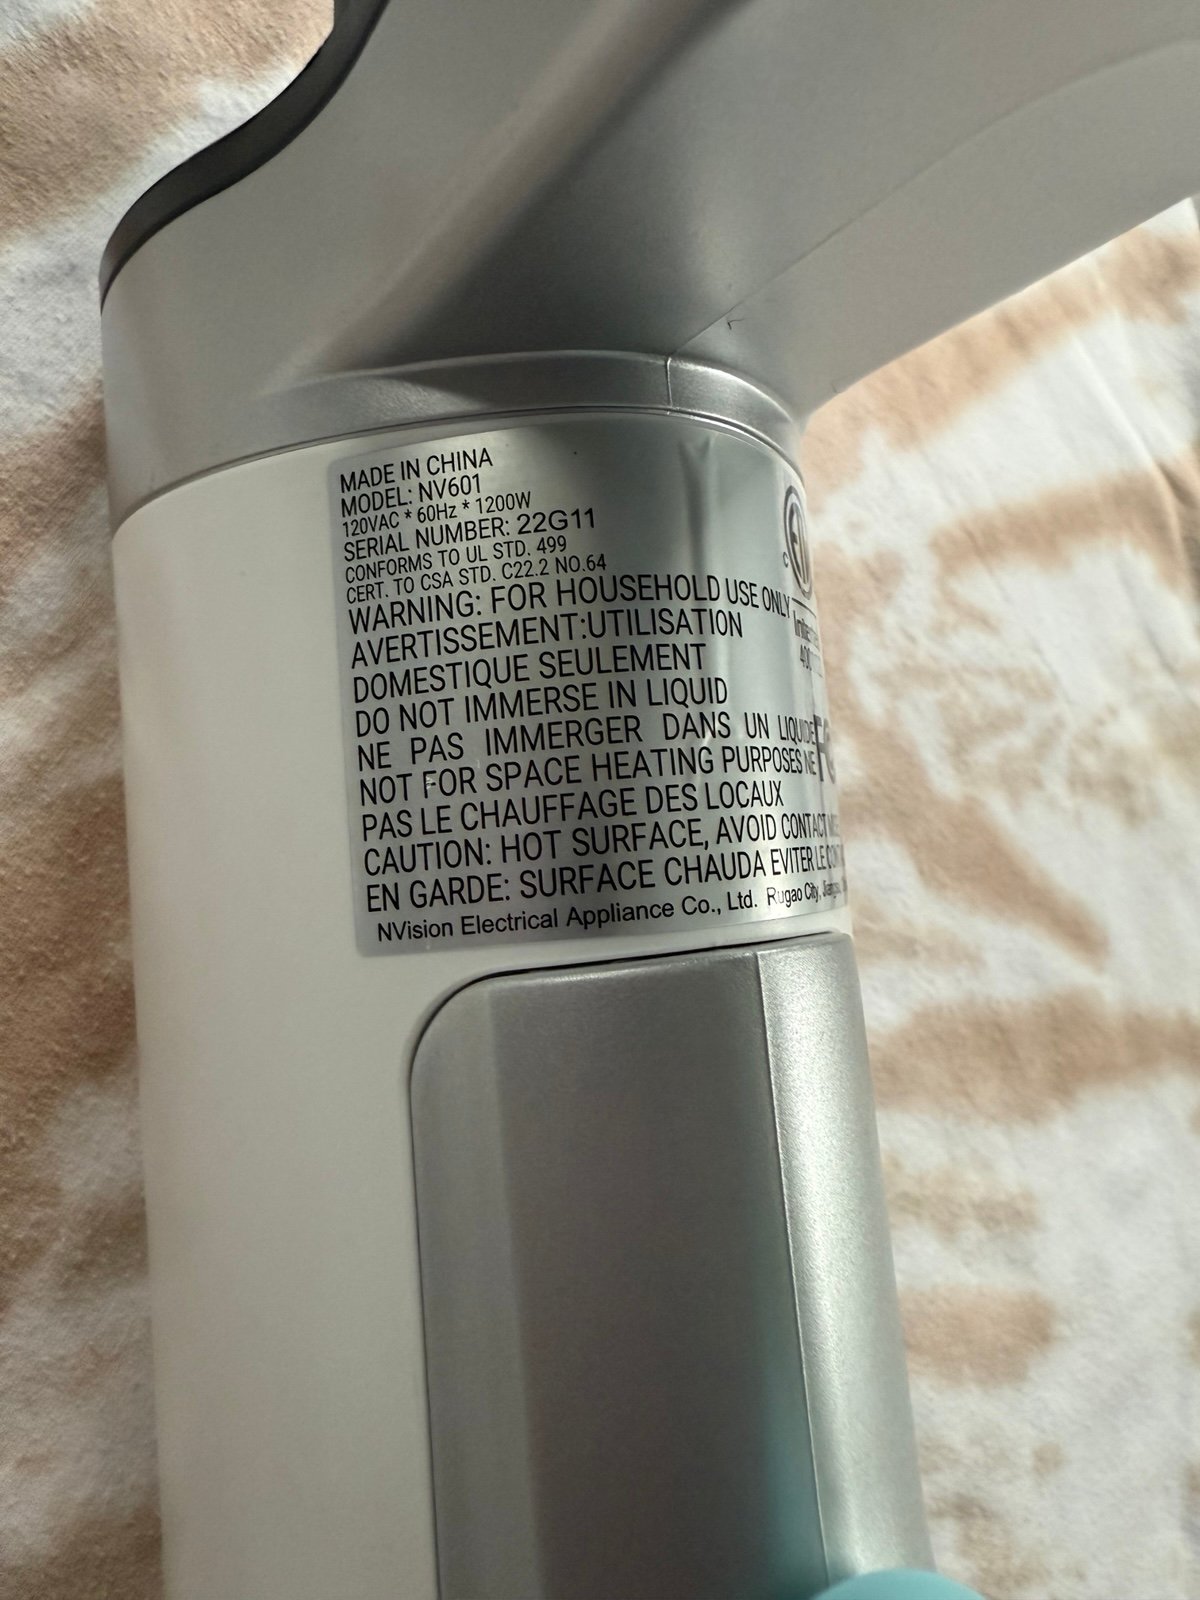 MADE IN CHINA
MODEL: NV601
120VAC * 60Hz * 1200W
SERIAL NUMBER: 22G11
CONFORMS TO UL STD. 499
CERT. TO CSA STD. C22.2 NO.64
WARNING: FOR HOUSEHOLD USE ONLY
AVERTISSEMENT:UTILISATION
DOMESTIQUE SEULEMENT
DO NOT IMMERSE IN LIQUID
NE PAS IMMERGER DANS UN LIQUIDE
NOT FOR SPACE HEATING PURPOSES NE
PAS LE CHAUFFAGE DES LOCAUX
CAUTION: HOT SURFACE, AVOID CONTACT
EN GARDE: SURFACE CHAUDA EVITER LE
NVision Electrical Appliance Co., Ltd. Rugao City,